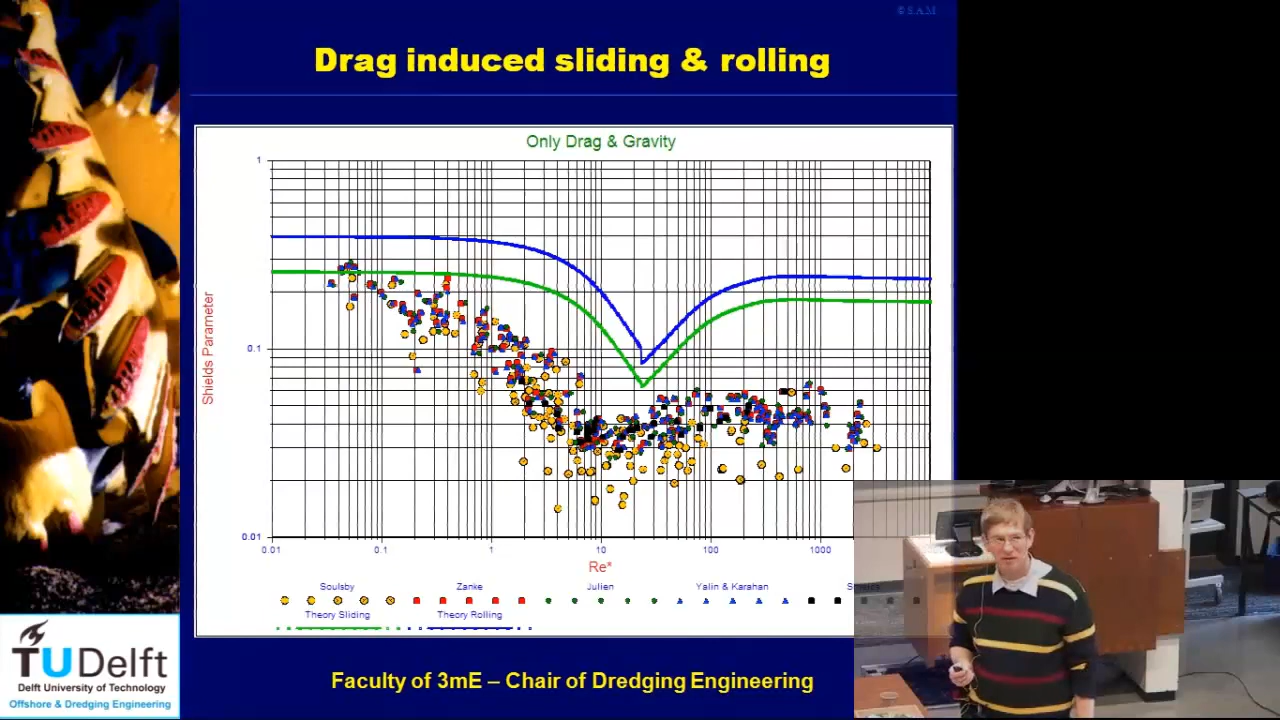 © S.A.M
Drag induced sliding & rolling
Only Drag & Gravity
1
0.1
0.01
Shields Parameter
0.01 0.1 1 10 100 1000
Re*
Soulsby Zanke Julien Yalin & Karahan
Theory Sliding Theory Rolling
TUDelft
Delft University of Technology
Offshore & Dredging Engineering
Faculty of 3mE – Chair of Dredging Engineering